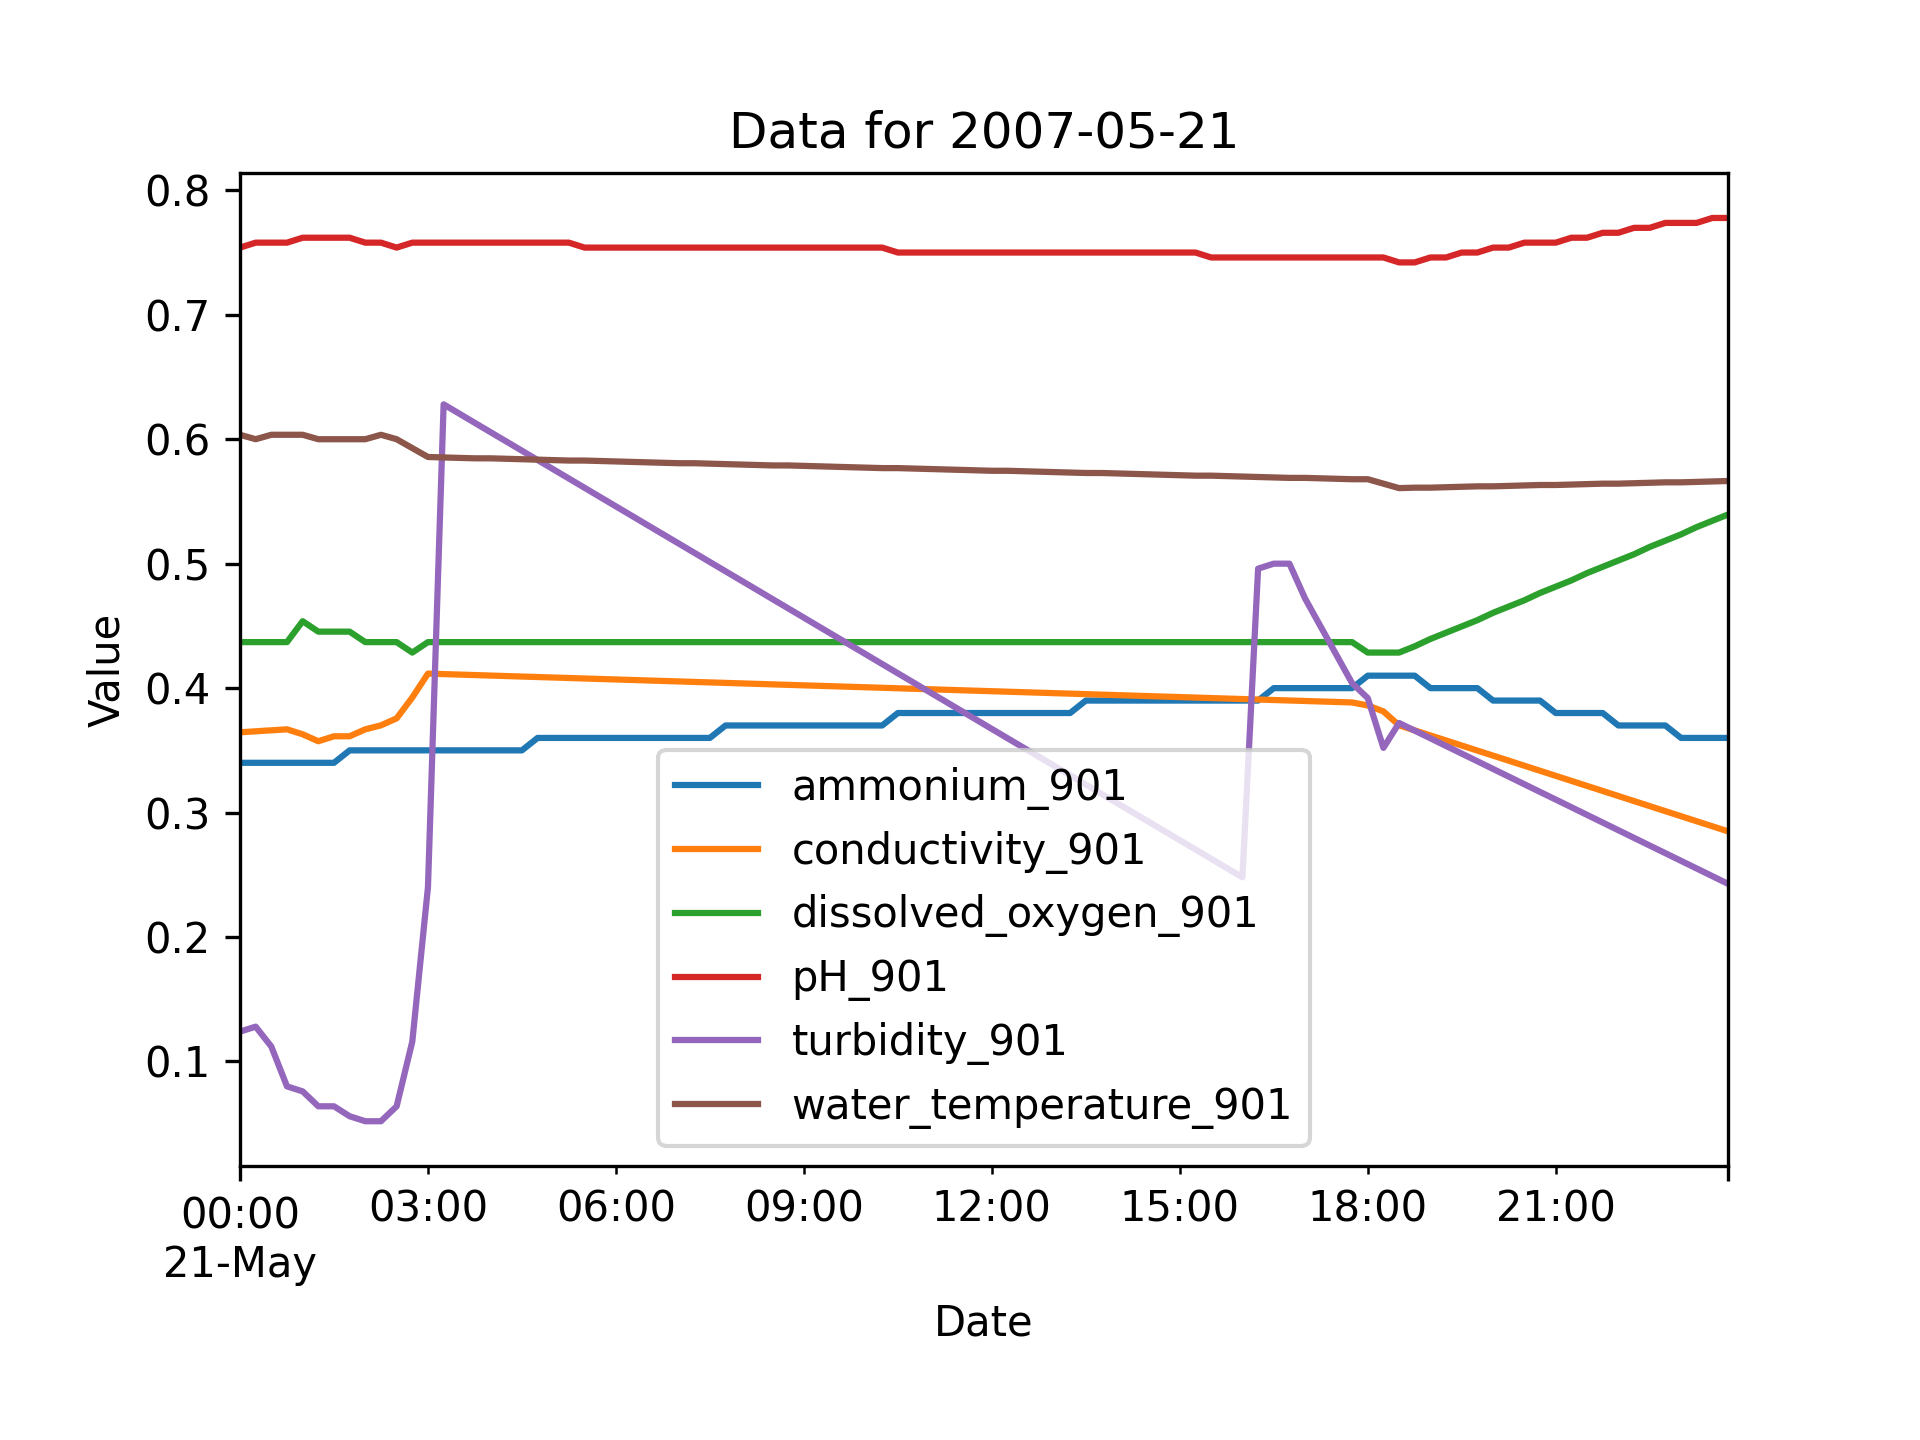 Data for 2007-05-21
Value
0.8
0.7
0.6
0.5
0.4
0.3
0.2
0.1
ammonium_901
conductivity_901
dissolved_oxygen_901
pH_901
turbidity_901
water_temperature_901
00:00 03:00 06:00 09:00 12:00 15:00 18:00 21:00
21-May
Date